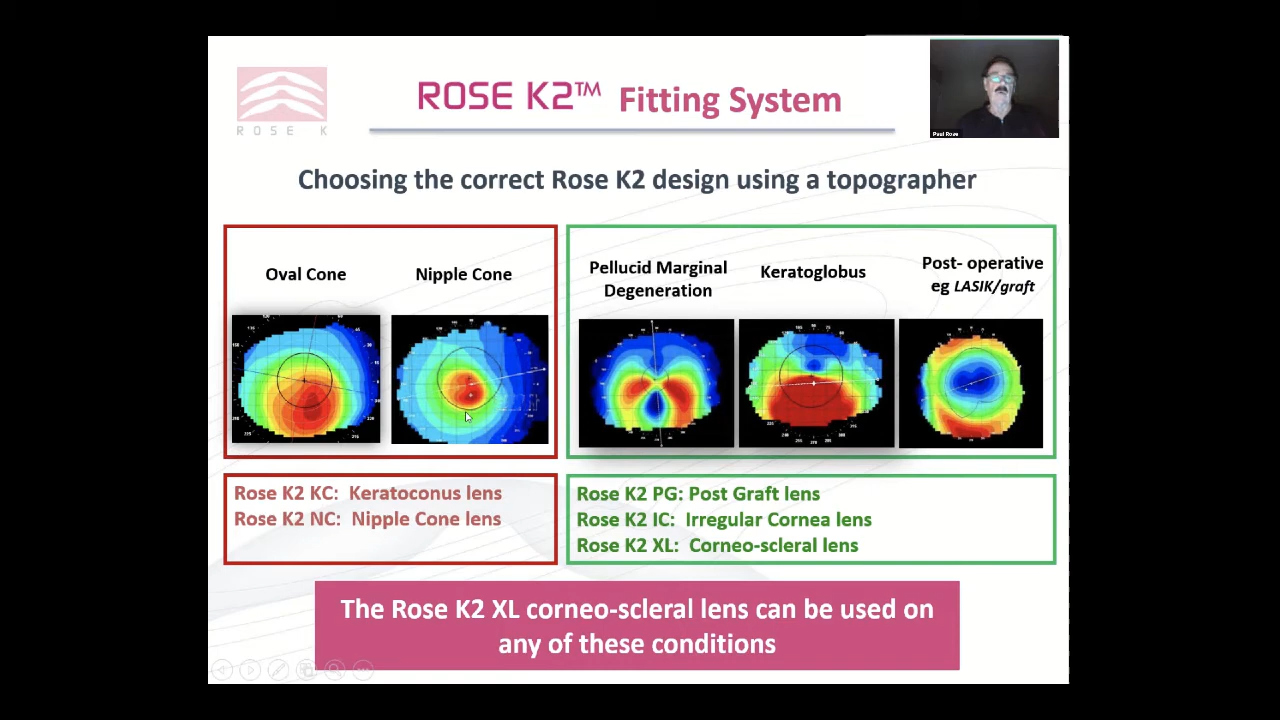 ROSE K
ROSE K2™ Fitting System
Paul Rose
Choosing the correct Rose K2 design using a topographer
Oval Cone
Nipple Cone
Pellucid Marginal
Degeneration
Keratoglobus
Post- operative
eg LASIK/graft
Rose K2 KC: Keratoconus lens
Rose K2 NC: Nipple Cone lens
Rose K2 PG: Post Graft lens
Rose K2 IC: Irregular Cornea lens
Rose K2 XL: Corneo-scleral lens
The Rose K2 XL corneo-scleral lens can be used on
any of these conditions